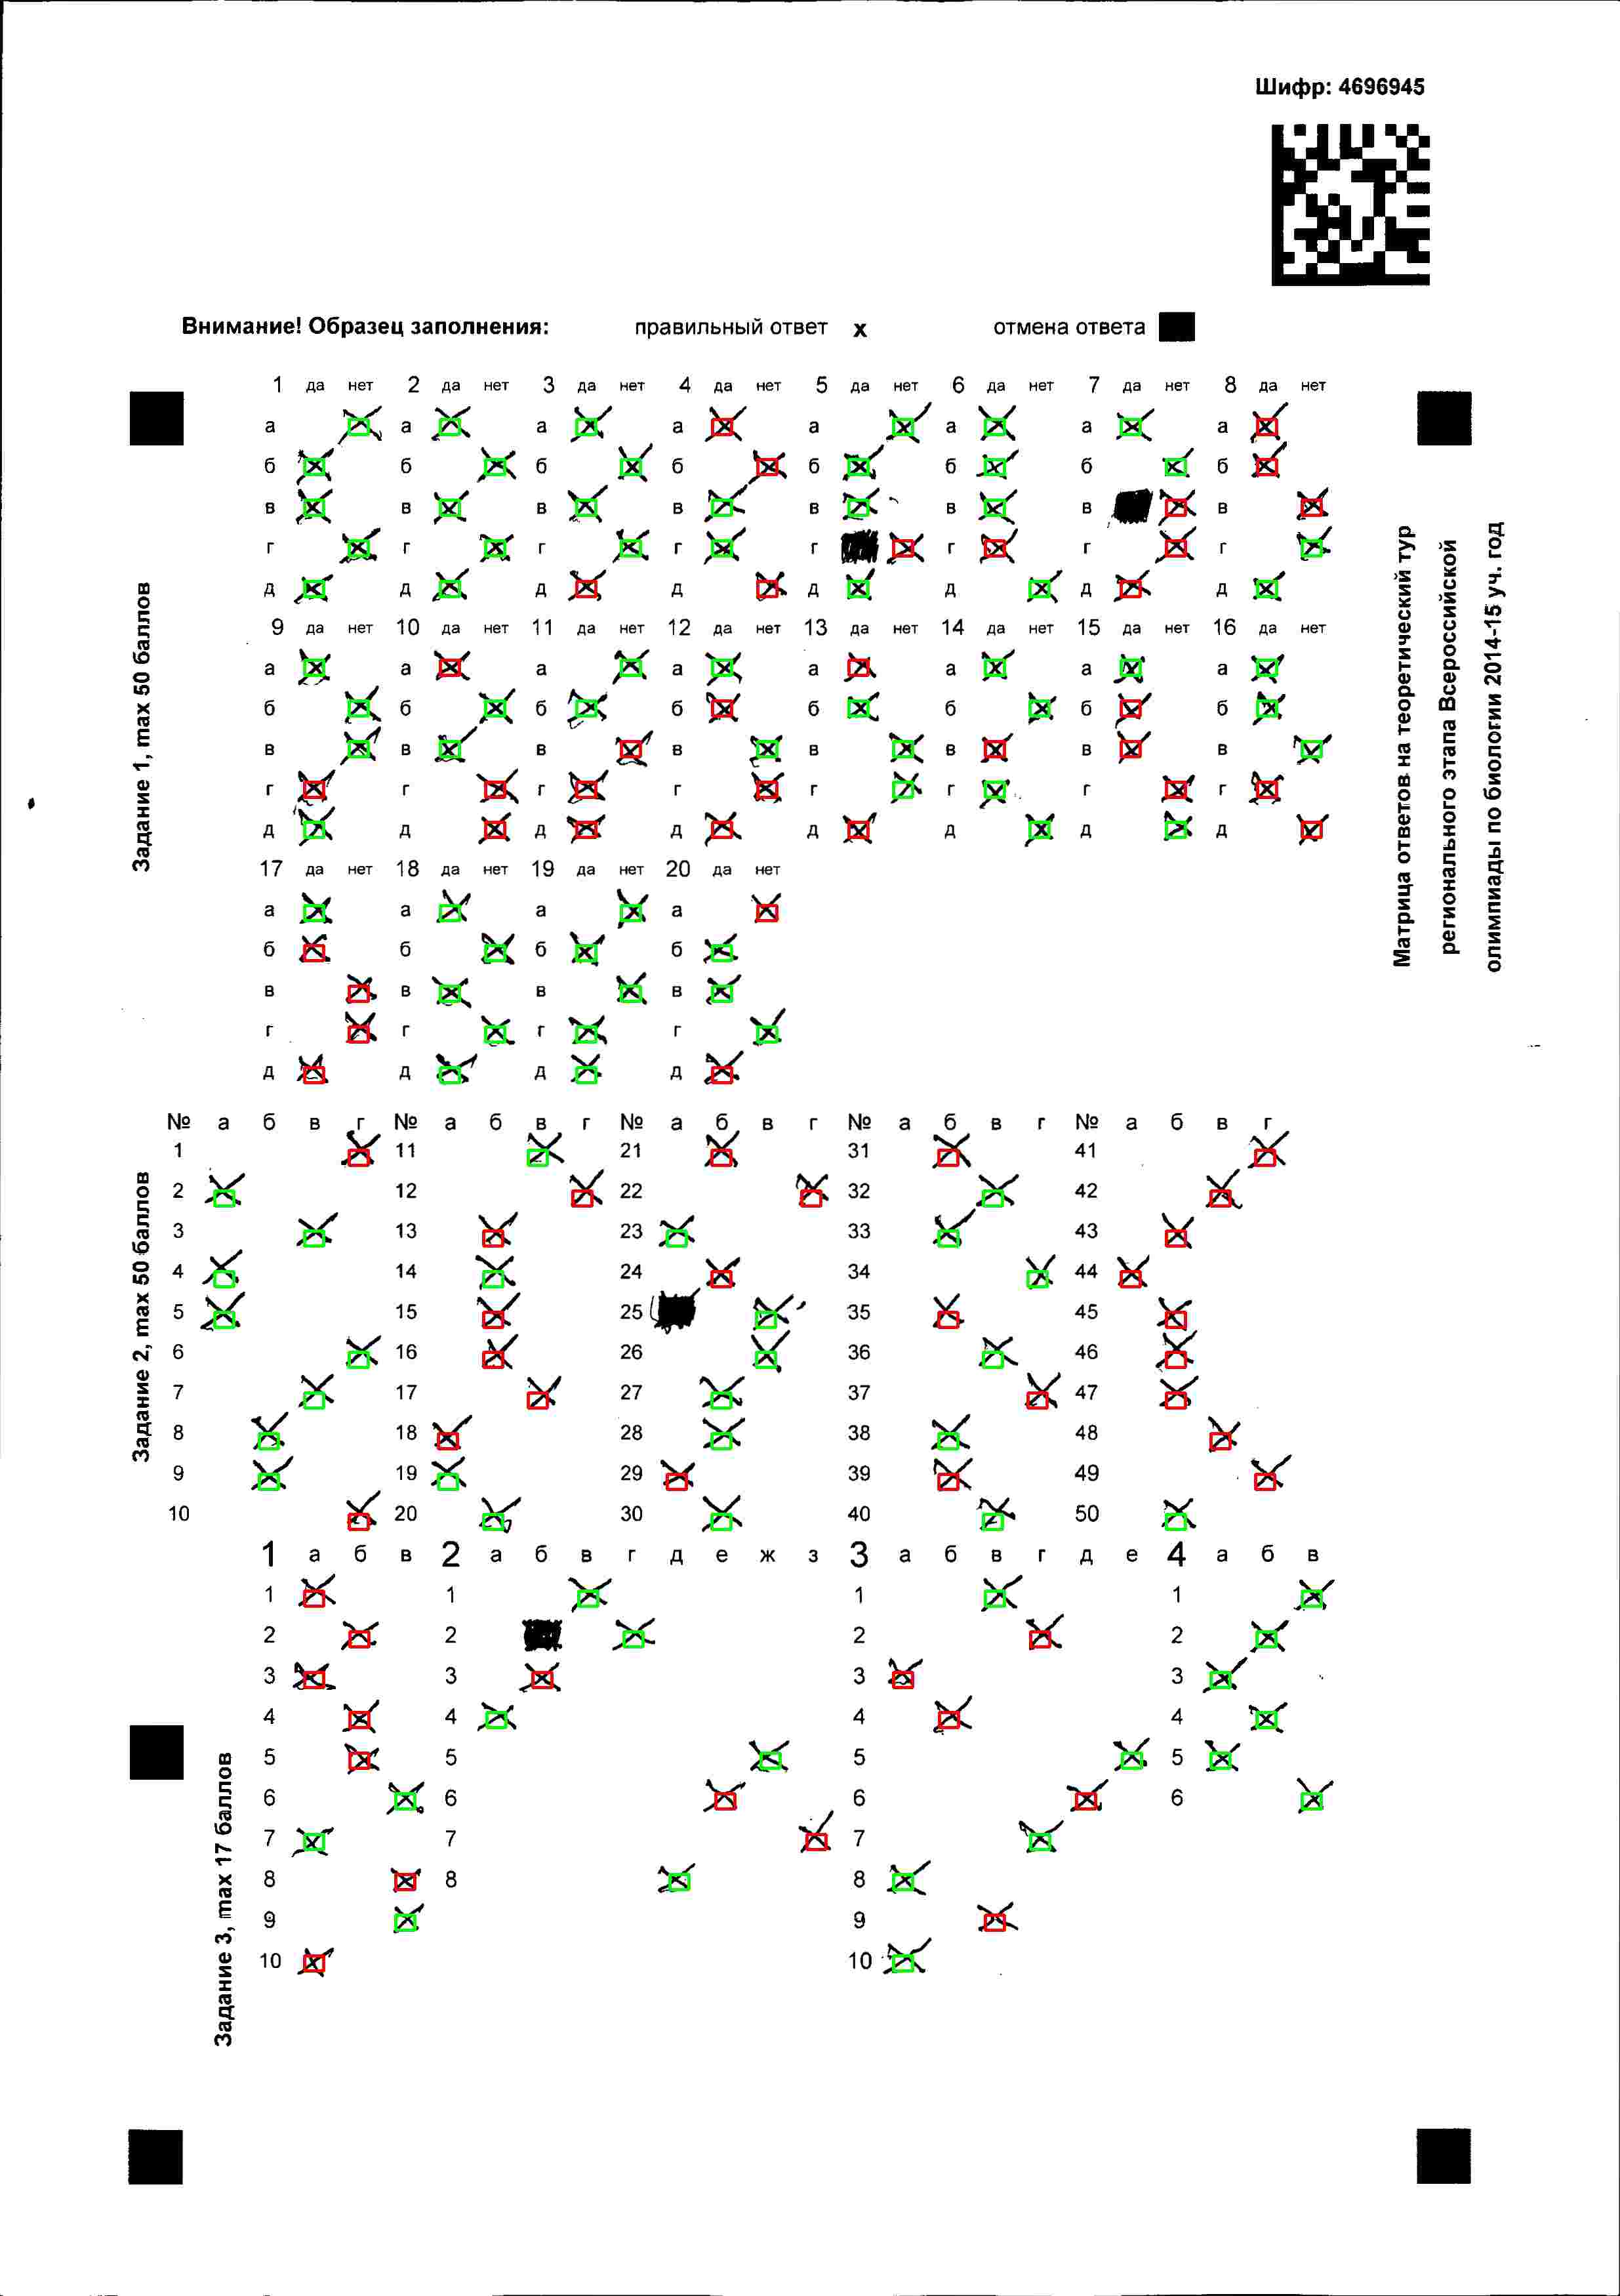 Шифр: 4696945
Внимание! Образец заполнения: правильный ответ x отмена ответа
1 да нет 2 да нет 3 да нет 4 да нет 5 да нет 6 да нет 7 да нет 8 да нет
а а а а а а а а
б б б б б б б б
в в в в в в в в
г г г г г г г г
д д д д д д д д
9 да нет 10 да нет 11 да нет 12 да нет 13 да нет 14 да нет 15 да нет 16 да нет
а а а а а а а а
б б б б б б б б
в в в в в в в в
г г г г г г г г
д д д д д д д д
17 да нет 18 да нет 19 да нет 20 да нет
а а а а
б б б б
в в в в
г г г г
д д д д
Задание 1, max 50 баллов
Матрица ответов на теоретический тур
регионального этапа Всероссийской
олимпиады по биологии 2014-15 уч. год
№ а б в г № а б в г № а б в г № а б в г № а б в г
1 11 21 31 41
2 12 22 32 42
3 13 23 33 43
4 14 24 34 44
5 15 25 35 45
6 16 26 36 46
7 17 27 37 47
8 18 28 38 48
9 19 29 39 49
10 20 30 40 50
Задание 2, max 50 баллов
1 а б в 2 а б в г д е ж з 3 а б в г д е 4 а б в
1 1 1 1
2 2 2 2
3 3 3 3
4 4 4 4
5 5 5 5
6 6 6 6
7 7 7
8 8 8
9 9
10 10
Задание 3, max 17 баллов